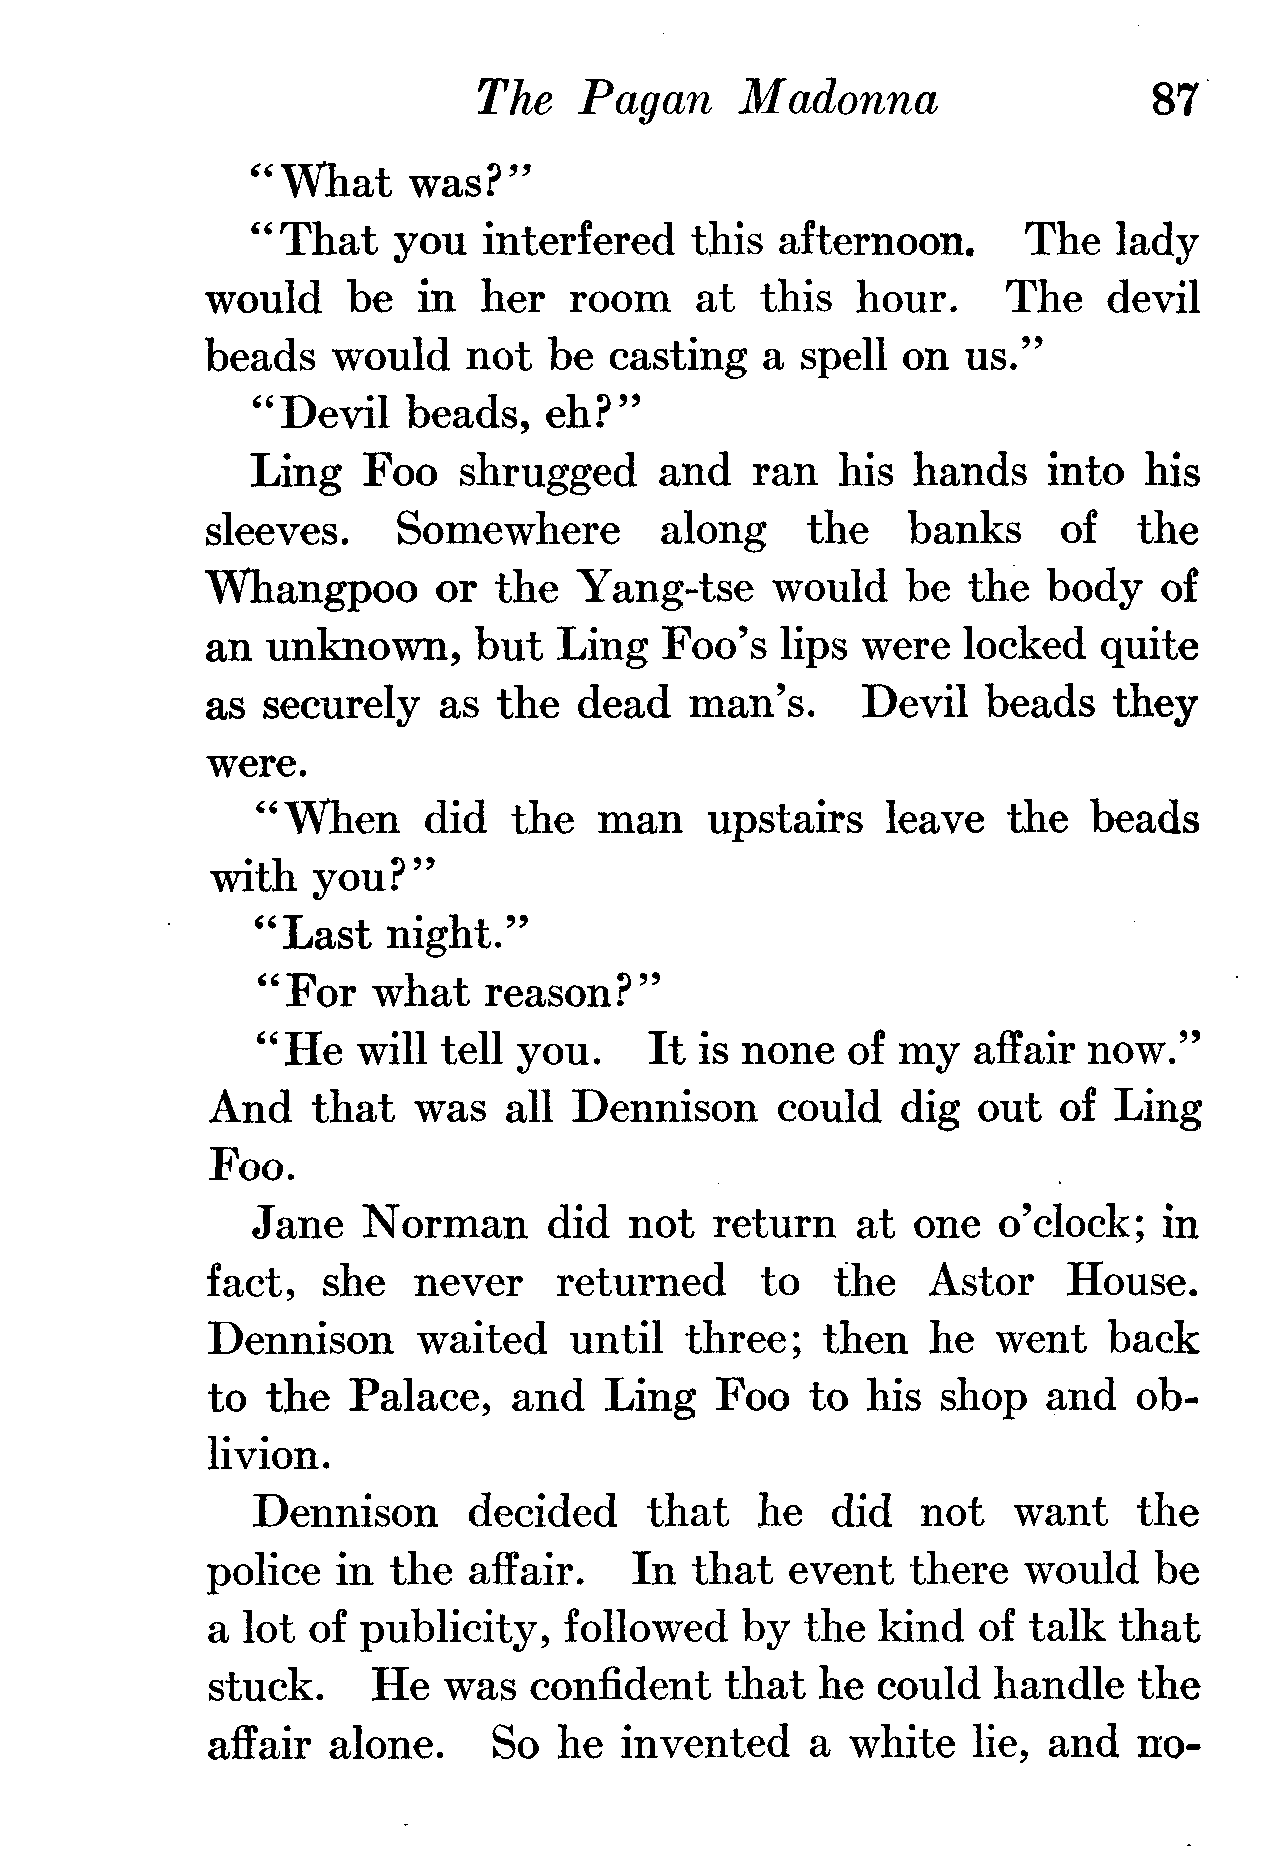 The Pagan Madonna 87
"What was?"
"That you interfered this afternoon. The lady
would be in her room at this hour. The devil
beads would not be casting a spell on us."
"Devil beads, eh?"
Ling Foo shrugged and ran his hands into his
sleeves. Somewhere along the banks of the
Whangpoo or the Yang-tse would be the body of
an unknown, but Ling Foo's lips were locked quite
as securely as the dead man's. Devil beads they
were.
"When did the man upstairs leave the beads
with you?"
"Last night."
"For what reason?"
"He will tell you. It is none of my affair now."
And that was all Dennison could dig out of Ling
Foo.
Jane Norman did not return at one o'clock; in
fact, she never returned to the Astor House.
Dennison waited until three; then he went back
to the Palace, and Ling Foo to his shop and ob-
livion.
Dennison decided that he did not want the
police in the affair. In that event there would be
a lot of publicity, followed by the kind of talk that
stuck. He was confident that he could handle the
affair alone. So he invented a white lie, and no-